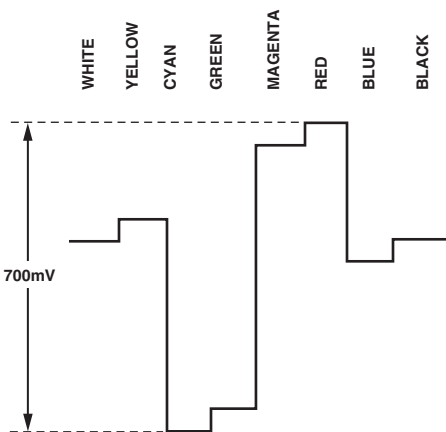 WHITE
YELLOW
CYAN
GREEN
MAGENTA
RED
BLUE
BLACK
700mV